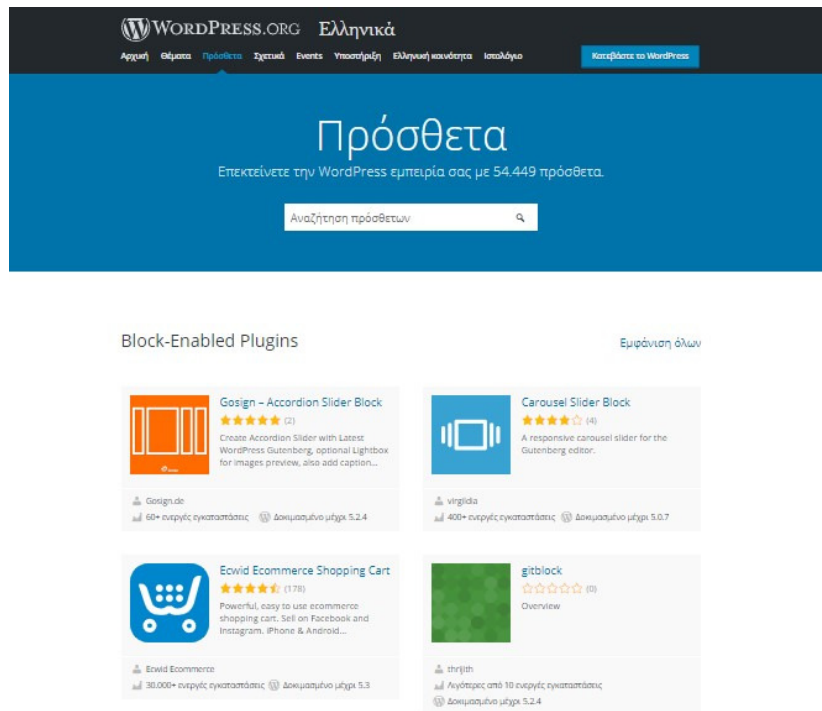 WORDPRESS.ORG Ελληνικά
Αρχική Θέματα Πρόσθετα Σχετικά Events Υποστήριξη Ελληνική κοινότητα Ιστολόγιο Κατεβάστε το WordPress
Πρόσθετα
Επεκτείνετε την WordPress εμπειρία σας με 54.449 πρόσθετα.
Αναζήτηση πρόσθετων
Block-Enabled Plugins
Εμφάνιση όλων
Gosign – Accordion Slider Block
(2)
Create Accordion Slider with Latest
WordPress Gutenberg, optional Lightbox
for images preview, also add caption...
Gosign.de
60+ ενεργές εγκαταστάσεις Δοκιμασμένο μέχρι 5.2.4
Carousel Slider Block
(4)
A responsive carousel slider for the
Gutenberg editor.
virgildia
400+ ενεργές εγκαταστάσεις Δοκιμασμένο μέχρι 5.0.7
Ecwid Ecommerce Shopping Cart
(178)
Powerful, easy to use ecommerce
shopping cart. Sell on Facebook and
Instagram. iPhone & Android...
Ecwid Ecommerce
30.000+ ενεργές εγκαταστάσεις Δοκιμασμένο μέχρι 5.3
gitblock
(0)
Overview
thrijith
Λιγότερες από 10 ενεργές εγκαταστάσεις
Δοκιμασμένο μέχρι 5.2.4